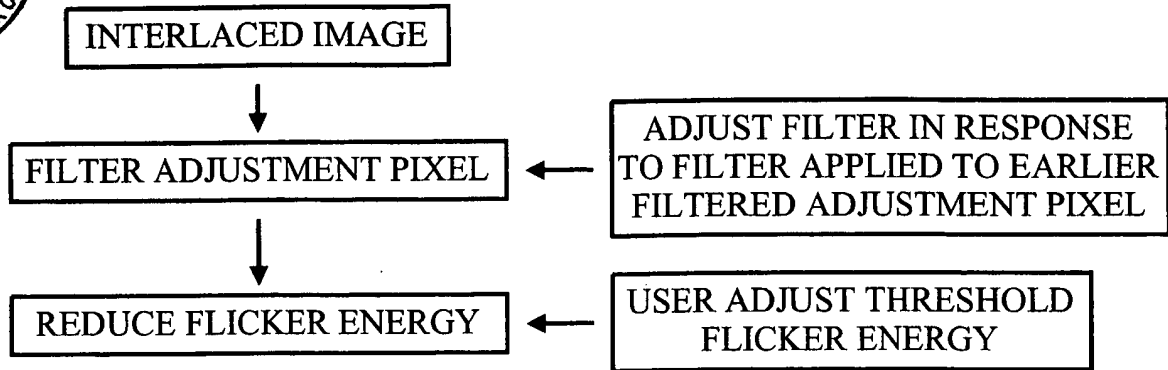 INTERLACED IMAGE
FILTER ADJUSTMENT PIXEL
ADJUST FILTER IN RESPONSE
TO FILTER APPLIED TO EARLIER
FILTERED ADJUSTMENT PIXEL
REDUCE FLICKER ENERGY
USER ADJUST THRESHOLD
FLICKER ENERGY